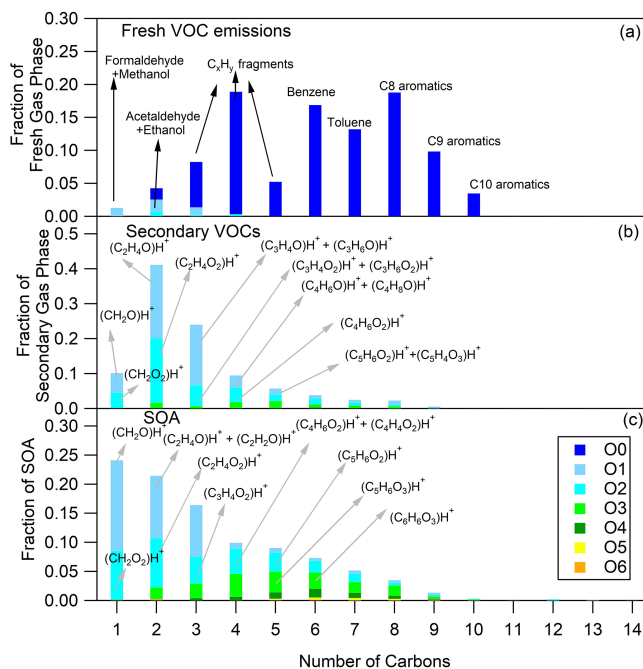 Fresh VOC emissions
(a)
Formaldehyde
+Methanol
CxHy fragments
Acetaldehyde
+Ethanol
Benzene
Toluene
C8 aromatics
C9 aromatics
C10 aromatics
Fraction of
Fresh Gas Phase
0.30
0.25
0.20
0.15
0.10
0.05
0.00
Secondary VOCs
(b)
(C2H4O)H+
(C2H4O2)H+
(C3H4O)H+ + (C3H6O)H+
(C3H4O2)H+ + (C3H6O2)H+
(C4H6O)H+ + (C4H8O)H+
(CH2O)H+
(C4H6O2)H+
(CH2O2)H+
(C5H6O2)H+ +(C5H4O3)H+
Fraction of
Secondary Gas Phase
0.5
0.4
0.3
0.2
0.1
0.0
SOA
(c)
(CH2O)H+
(C2H4O)H+ + (C2H2O)H+
(C4H6O2)H+ + (C4H4O2)H+
(C2H4O2)H+
(C5H6O2)H+
(C3H4O2)H+
(C5H6O3)H+
(C6H6O3)H+
(CH2O2)H+
Fraction of SOA
0.30
0.25
0.20
0.15
0.10
0.05
0.00
O0
O1
O2
O3
O4
O5
O6
1 2 3 4 5 6 7 8 9 10 11 12 13 14
Number of Carbons